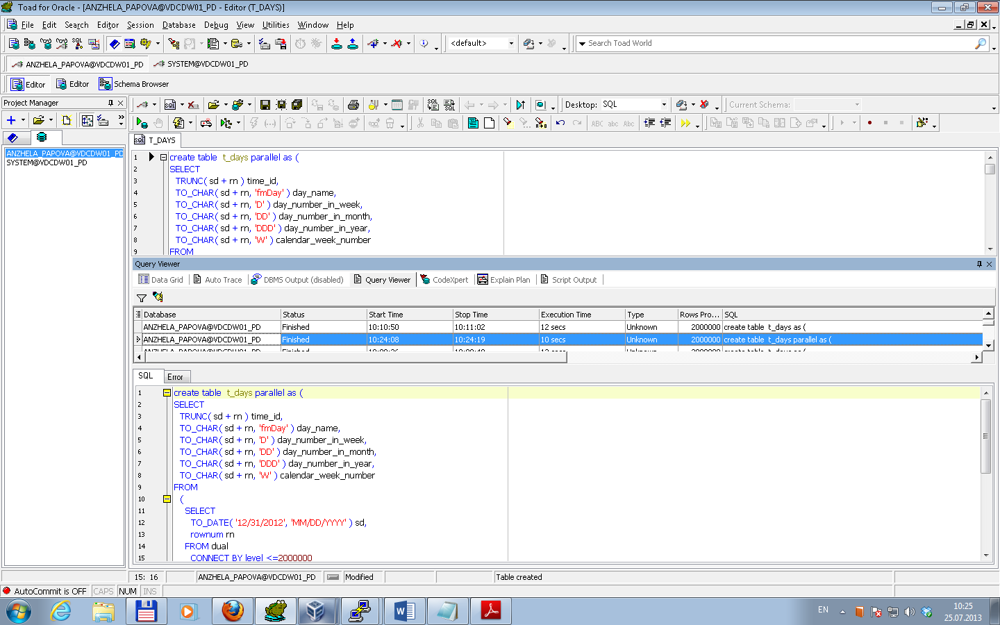 Toad for Oracle - [ANZHELA_PAPOVA@VDCDW01_PD - Editor (T_DAYS)]
File Edit Search Editor Session Database Debug View Utilities Window Help
SQL <default> Search Toad World
ANZHELA_PAPOVA@VDCDW01_PD SYSTEM@VDCDW01_PD
Editor Editor Schema Browser
Project Manager
Desktop: SQL Current Schema:
ABC abc Abc
ANZHELA_PAPOVA@VDCDW01_PD
SYSTEM@VDCDW01_PD
T_DAYS
1 create table t_days parallel as (
2 SELECT
3 TRUNC( sd + rn ) time_id,
4 TO_CHAR( sd + rn, 'fmDay' ) day_name,
5 TO_CHAR( sd + rn, 'D' ) day_number_in_week,
6 TO_CHAR( sd + rn, 'DD' ) day_number_in_month,
7 TO_CHAR( sd + rn, 'DDD' ) day_number_in_year,
8 TO_CHAR( sd + rn, 'W' ) calendar_week_number
9 FROM
Query Viewer
Data Grid Auto Trace DBMS Output (disabled) Query Viewer CodeXpert Explain Plan Script Output
Database Status Start Time Stop Time Execution Time Type Rows Pro... SQL
ANZHELA_PAPOVA@VDCDW01_PD Finished 10:10:50 10:11:02 12 secs Unknown 2000000 create table t_days as (
ANZHELA_PAPOVA@VDCDW01_PD Finished 10:24:08 10:24:19 10 secs Unknown 2000000 create table t_days parallel as (
SQL Error
1 create table t_days parallel as (
2 SELECT
3 TRUNC( sd + rn ) time_id,
4 TO_CHAR( sd + rn, 'fmDay' ) day_name,
5 TO_CHAR( sd + rn, 'D' ) day_number_in_week,
6 TO_CHAR( sd + rn, 'DD' ) day_number_in_month,
7 TO_CHAR( sd + rn, 'DDD' ) day_number_in_year,
8 TO_CHAR( sd + rn, 'W' ) calendar_week_number
9 FROM
10 (
11 SELECT
12 TO_DATE( '12/31/2012', 'MM/DD/YYYY' ) sd,
13 rownum rn
14 FROM dual
15 CONNECT BY level <=2000000
15: 16 ANZHELA_PAPOVA@VDCDW01_PD Modified Table created
AutoCommit is OFF CAPS NUM INS
EN 10:25
25.07.2013